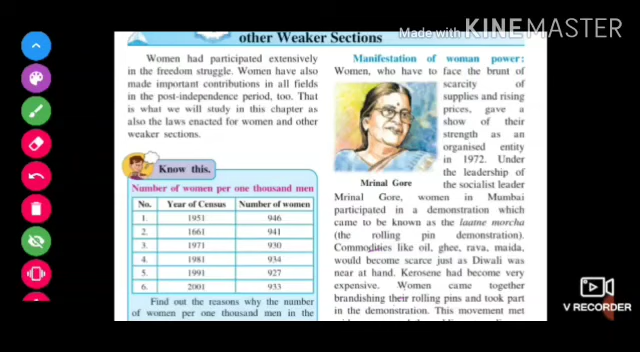 Made with KINEMASTER
other Weaker Sections
Women had participated extensively
in the freedom struggle. Women have also
made important contributions in all fields
in the post-independence period, too. That
is what we will study in this chapter as
also the laws enacted for women and other
weaker sections.
Know this.
Number of women per one thousand men
No. Year of Census Number of women
1. 1951 946
2. 1661 941
3. 1971 930
4. 1981 934
5. 1991 927
6. 2001 933
Find out the reasons why the number
of women per one thousand men in the
Manifestation of woman power:
Women, who have to face the brunt of
scarcity of
supplies and rising
prices, gave a
show of their
strength as an
organised entity
in 1972. Under
the leadership of
the socialist leader
Mrinal Gore
Mrinal Gore, women in Mumbai
participated in a demonstration which
came to be known as the laatne morcha
(the rolling pin demonstration).
Commodities like oil, ghee, rava, maida,
would become scarce just as Diwali was
near at hand. Kerosene had become very
expensive. Women came together
brandishing their rolling pins and took part
in the demonstration. This movement met
V RECORDER